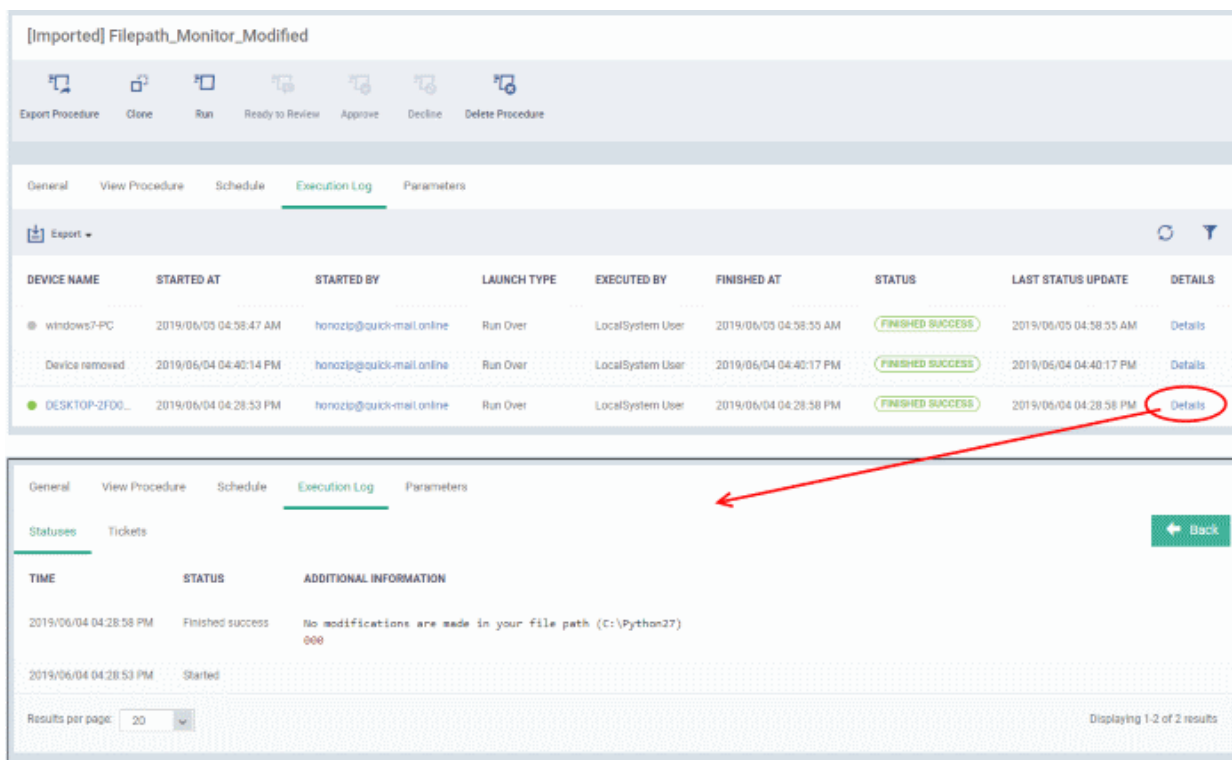 [Imported] Filepath_Monitor_Modified
Export Procedure Clone Run Ready to Review Approve Decline Delete Procedure
General View Procedure Schedule Execution Log Parameters
Export
DEVICE NAME STARTED AT STARTED BY LAUNCH TYPE EXECUTED BY FINISHED AT STATUS LAST STATUS UPDATE DETAILS
windows7-PC 2019/06/05 04:58:47 AM honozip@quick-mail.online Run Over LocalSystem User 2019/06/05 04:58:55 AM FINISHED SUCCESS 2019/06/05 04:58:55 AM Details
Device removed 2019/06/04 04:40:14 PM honozip@quick-mail.online Run Over LocalSystem User 2019/06/04 04:40:17 PM FINISHED SUCCESS 2019/06/04 04:40:17 PM Details
DESKTOP-2FD0... 2019/06/04 04:28:53 PM honozip@quick-mail.online Run Over LocalSystem User 2019/06/04 04:28:58 PM FINISHED SUCCESS 2019/06/04 04:28:58 PM Details
General View Procedure Schedule Execution Log Parameters
Statuses Tickets Back
TIME STATUS ADDITIONAL INFORMATION
2019/06/04 04:28:58 PM Finished success No modifications are made in your file path (C:\Python27)
000
2019/06/04 04:28:53 PM Started
Results per page: 20 Displaying 1-2 of 2 results